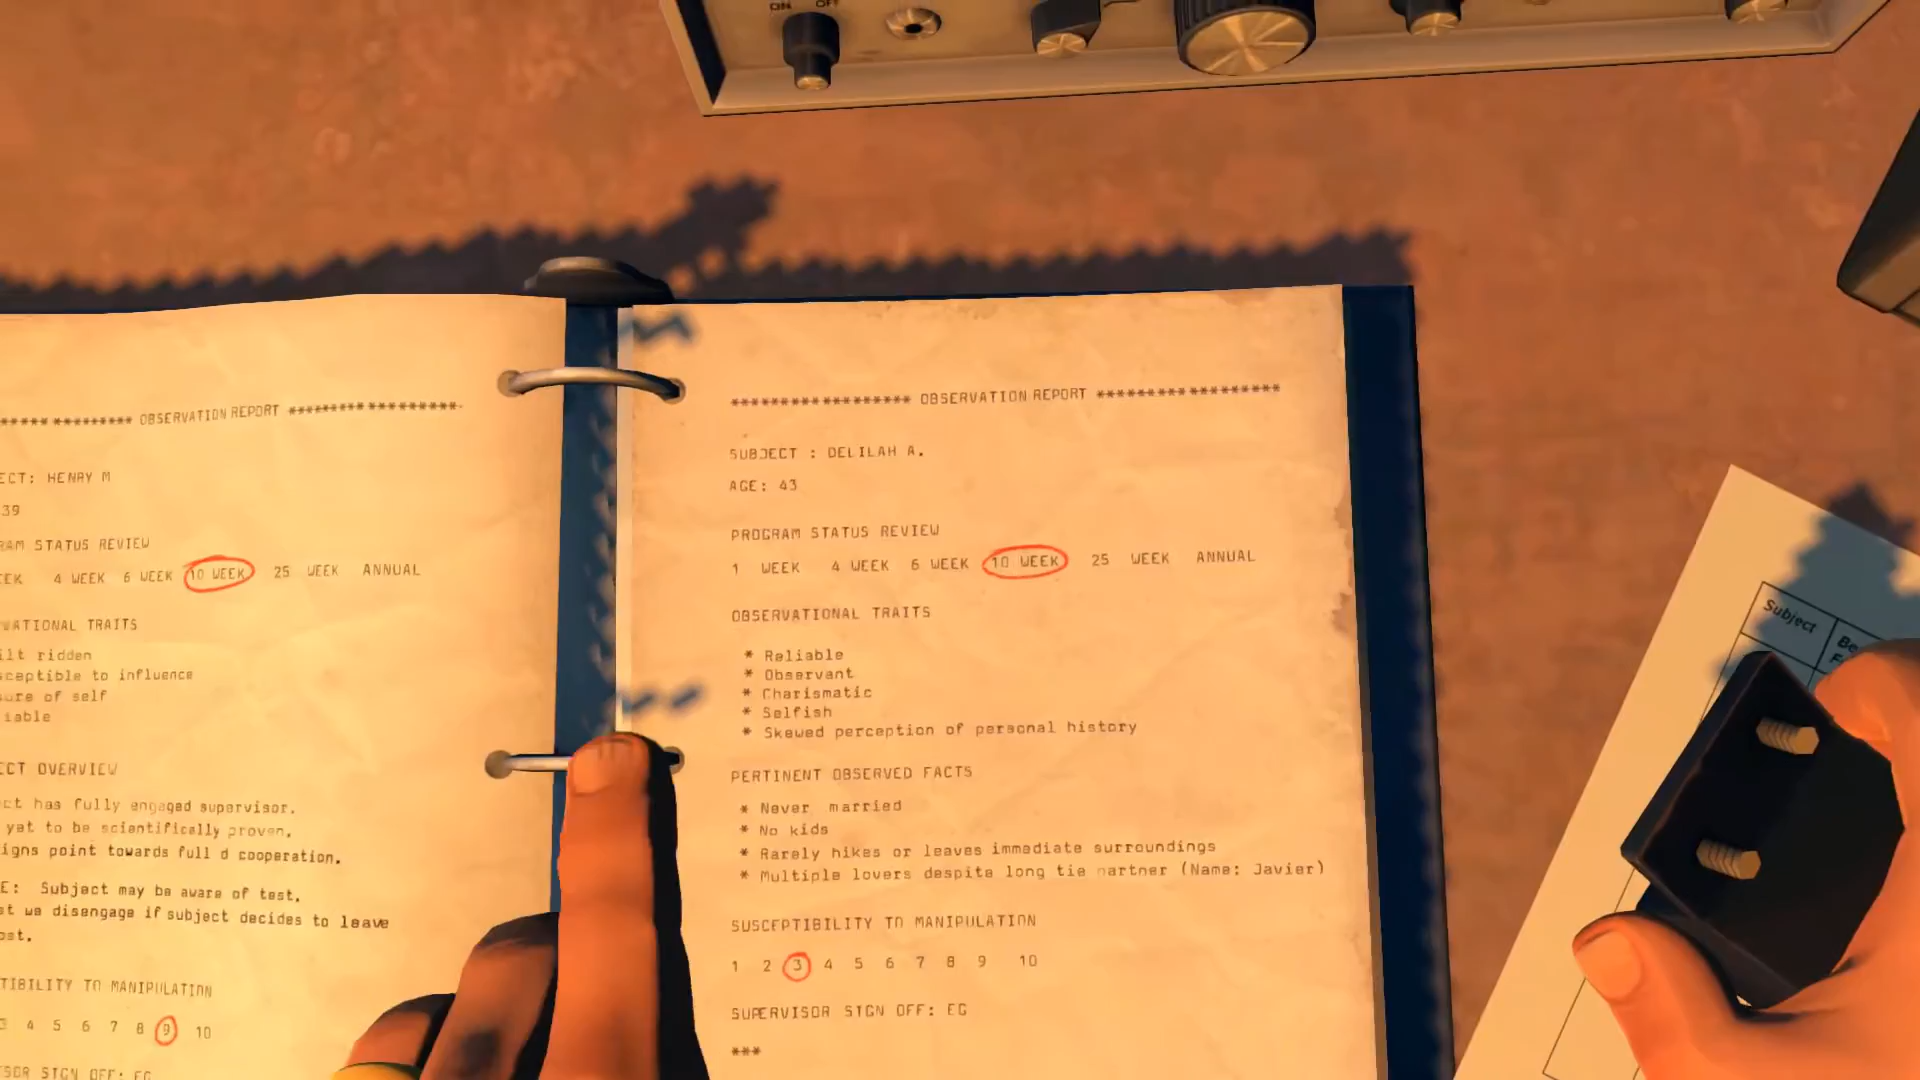 ON OFF
***** ********* OBSERVATION REPORT ******************
ECT: HENRY M
39
RAM STATUS REVIEW
EEK 4 WEEK 6 WEEK 10 WEEK 25 WEEK ANNUAL
VATIONAL TRAITS
ilt ridden
sceptible to influence
sure of self
iable
ECT OVERVIEW
ct has fully engaged supervisor.
yet to be scientifically proven.
igns point towards full d cooperation.
E: Subject may be aware of test.
st we disengage if subject decides to leave
ost.
TIBILITY TO MANIPULATION
3 4 5 6 7 8 9 10
ISOR SIGN OFF: EG
****************** OBSERVATION REPORT ******************
SUBJECT : DELILAH A.
AGE: 43
PROGRAM STATUS REVIEW
1 WEEK 4 WEEK 6 WEEK 10 WEEK 25 WEEK ANNUAL
OBSERVATIONAL TRAITS
* Reliable
* Observant
* Charismatic
* Selfish
* Skewed perception of personal history
PERTINENT OBSERVED FACTS
* Never married
* No kids
* Rarely hikes or leaves immediate surroundings
* Multiple lovers despite long tie partner (Name: Javier)
SUSCEPTIBILITY TO MANIPULATION
1 2 3 4 5 6 7 8 9 10
SUPERVISOR SIGN OFF: EG
***
Subject
Be